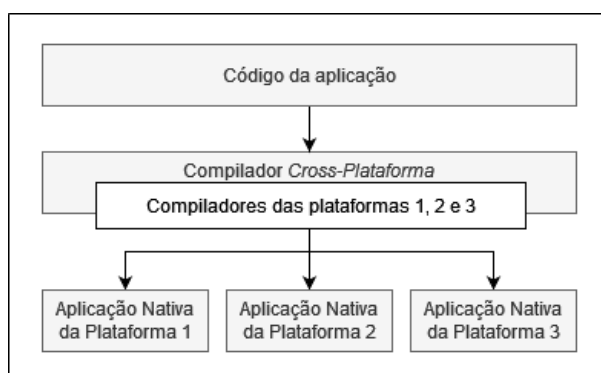 Código da aplicação
Compilador Cross-Plataforma
Compiladores das plataformas 1, 2 e 3
Aplicação Nativa
da Plataforma 1
Aplicação Nativa
da Plataforma 2
Aplicação Nativa
da Plataforma 3